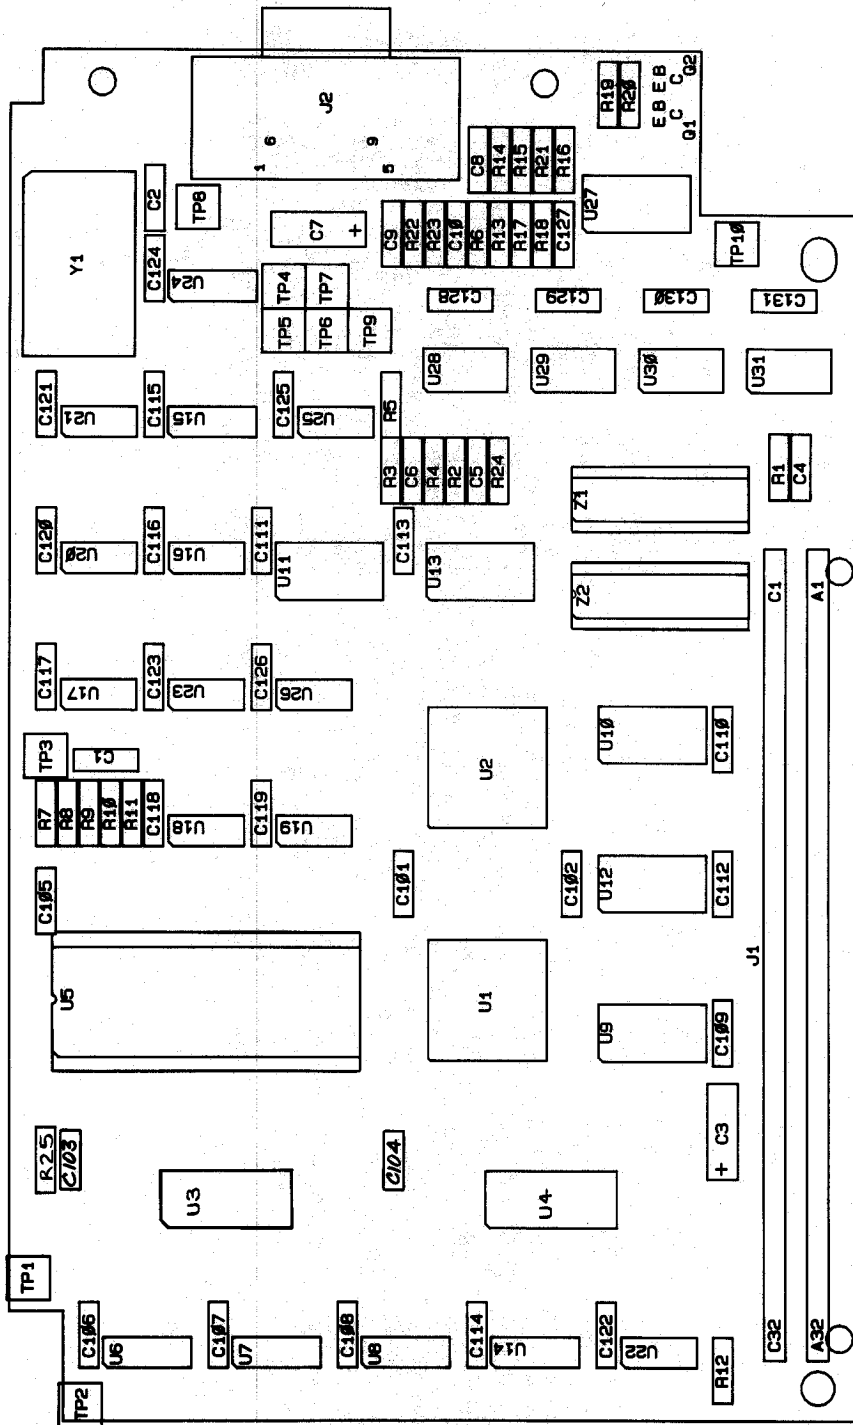 J2
1
6
9
5
R19
R20
E B E B
C C
Q1 Q2
C8
R14
R15
R21
R16
U27
TP10
Y1
C2
TP8
C124
U24
C7 +
C9
R22
R23
C10
R6
R13
R17
R18
C127
TP4
TP7
TP5
TP6
TP9
C128
C129
C130
C131
U28
U29
U30
U31
C121
U21
C115
U15
C125
U25
R5
R3
C6
R4
R2
C5
R24
Z1
R1
C4
C120
U20
C116
U16
C111
U11
C113
U13
Z2
C1
A1
C117
U17
C123
U23
C126
U26
TP3
C1
R7
R8
R9
R10
R11
C118
U18
C119
U19
U2
U10
C110
C105
C101
C102
U12
C112
U5
U1
U9
C109
J1
R25
C103
C104
U3
U4
+ C3
TP1
C106
U6
C107
U7
C108
U8
C114
U14
C122
U22
R12
C32
A32
TP2